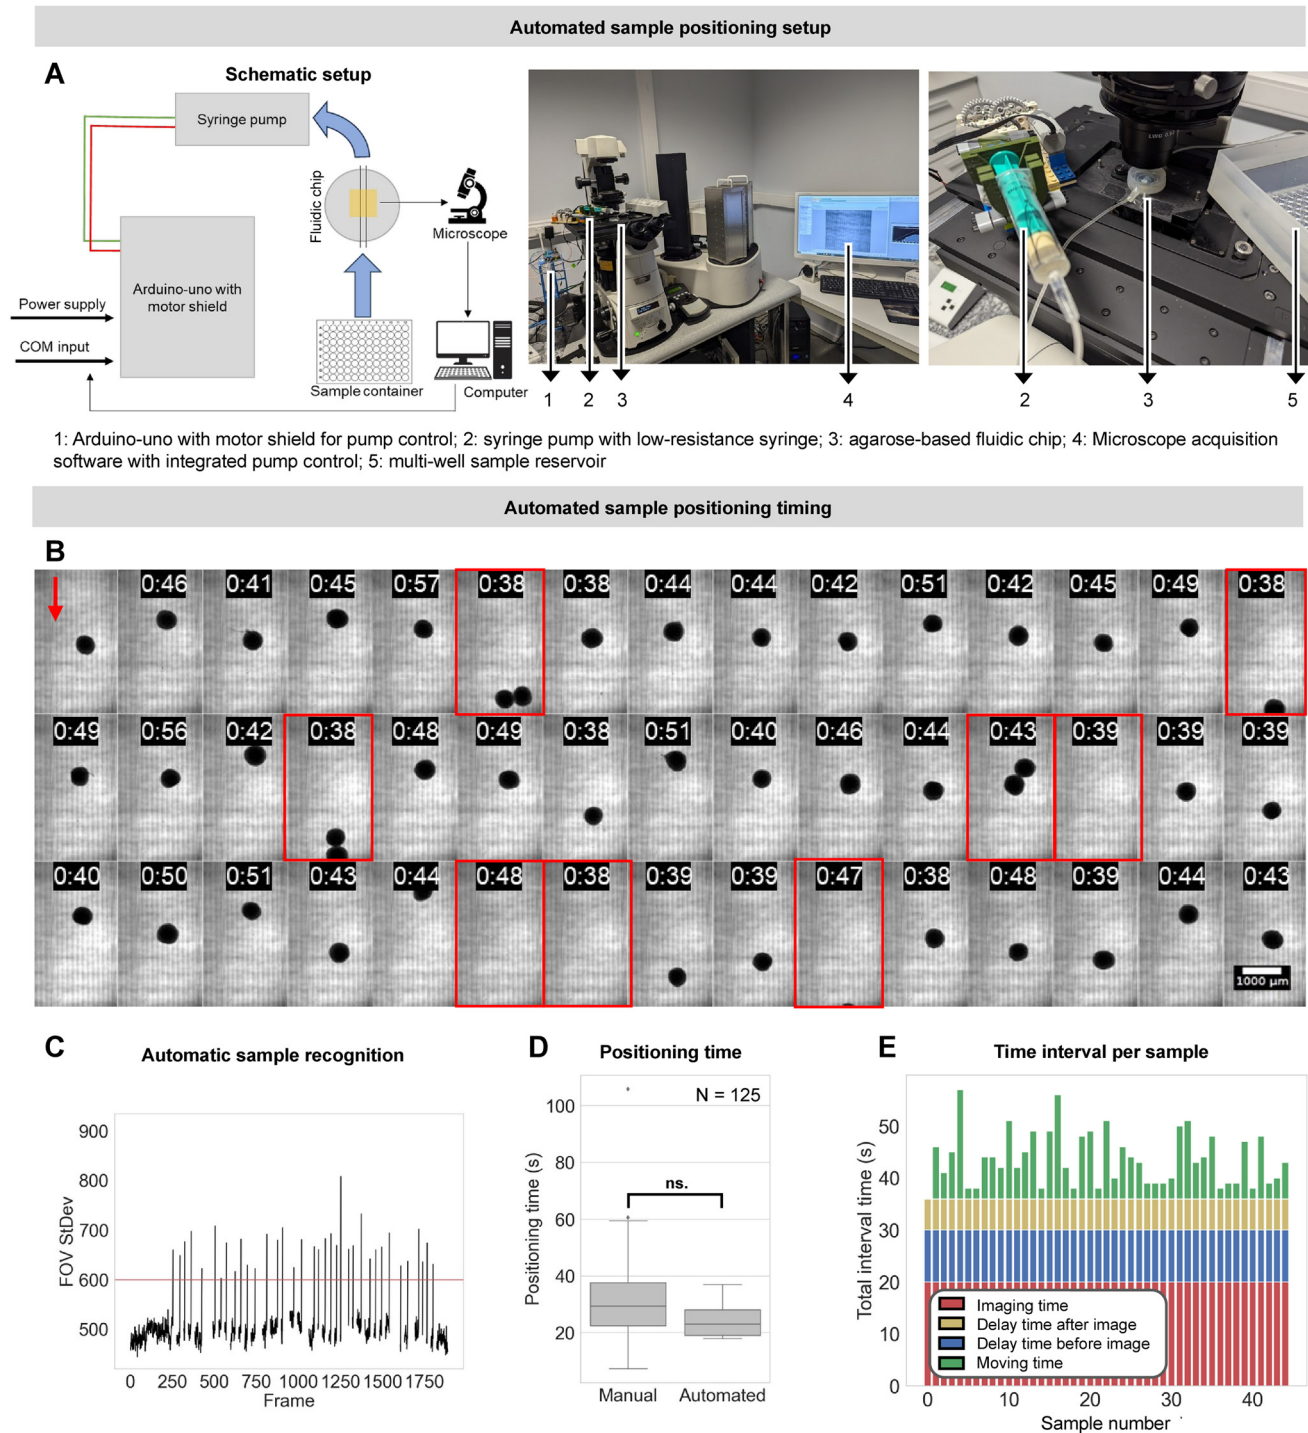 Automated sample positioning setup
A
Schematic setup
Syringe pump
Fluidic chip
Microscope
Arduino-uno with
motor shield
Power supply
COM input
Sample container
Computer
LWD
1
2
3
4
2
3
5
1: Arduino-uno with motor shield for pump control; 2: syringe pump with low-resistance syringe; 3: agarose-based fluidic chip; 4: Microscope acquisition
software with integrated pump control; 5: multi-well sample reservoir
Automated sample positioning timing
B
0:46 0:41 0:45 0:57 0:38 0:38 0:44 0:44 0:42 0:51 0:42 0:45 0:49 0:38
0:49 0:56 0:42 0:38 0:48 0:49 0:38 0:51 0:40 0:46 0:44 0:43 0:39 0:39 0:39
0:40 0:50 0:51 0:43 0:44 0:48 0:38 0:39 0:39 0:47 0:38 0:48 0:39 0:44 0:43
1000 µm
C
Automatic sample recognition
FOV StDev
900
800
700
600
500
0 250 500 750 1000 1250 1500 1750
Frame
D
Positioning time
N = 125
ns.
Positioning time (s)
100
80
60
40
20
Manual Automated
E
Time interval per sample
Total interval time (s)
50
40
30
20
10
0
Imaging time
Delay time after image
Delay time before image
Moving time
0 10 20 30 40
Sample number